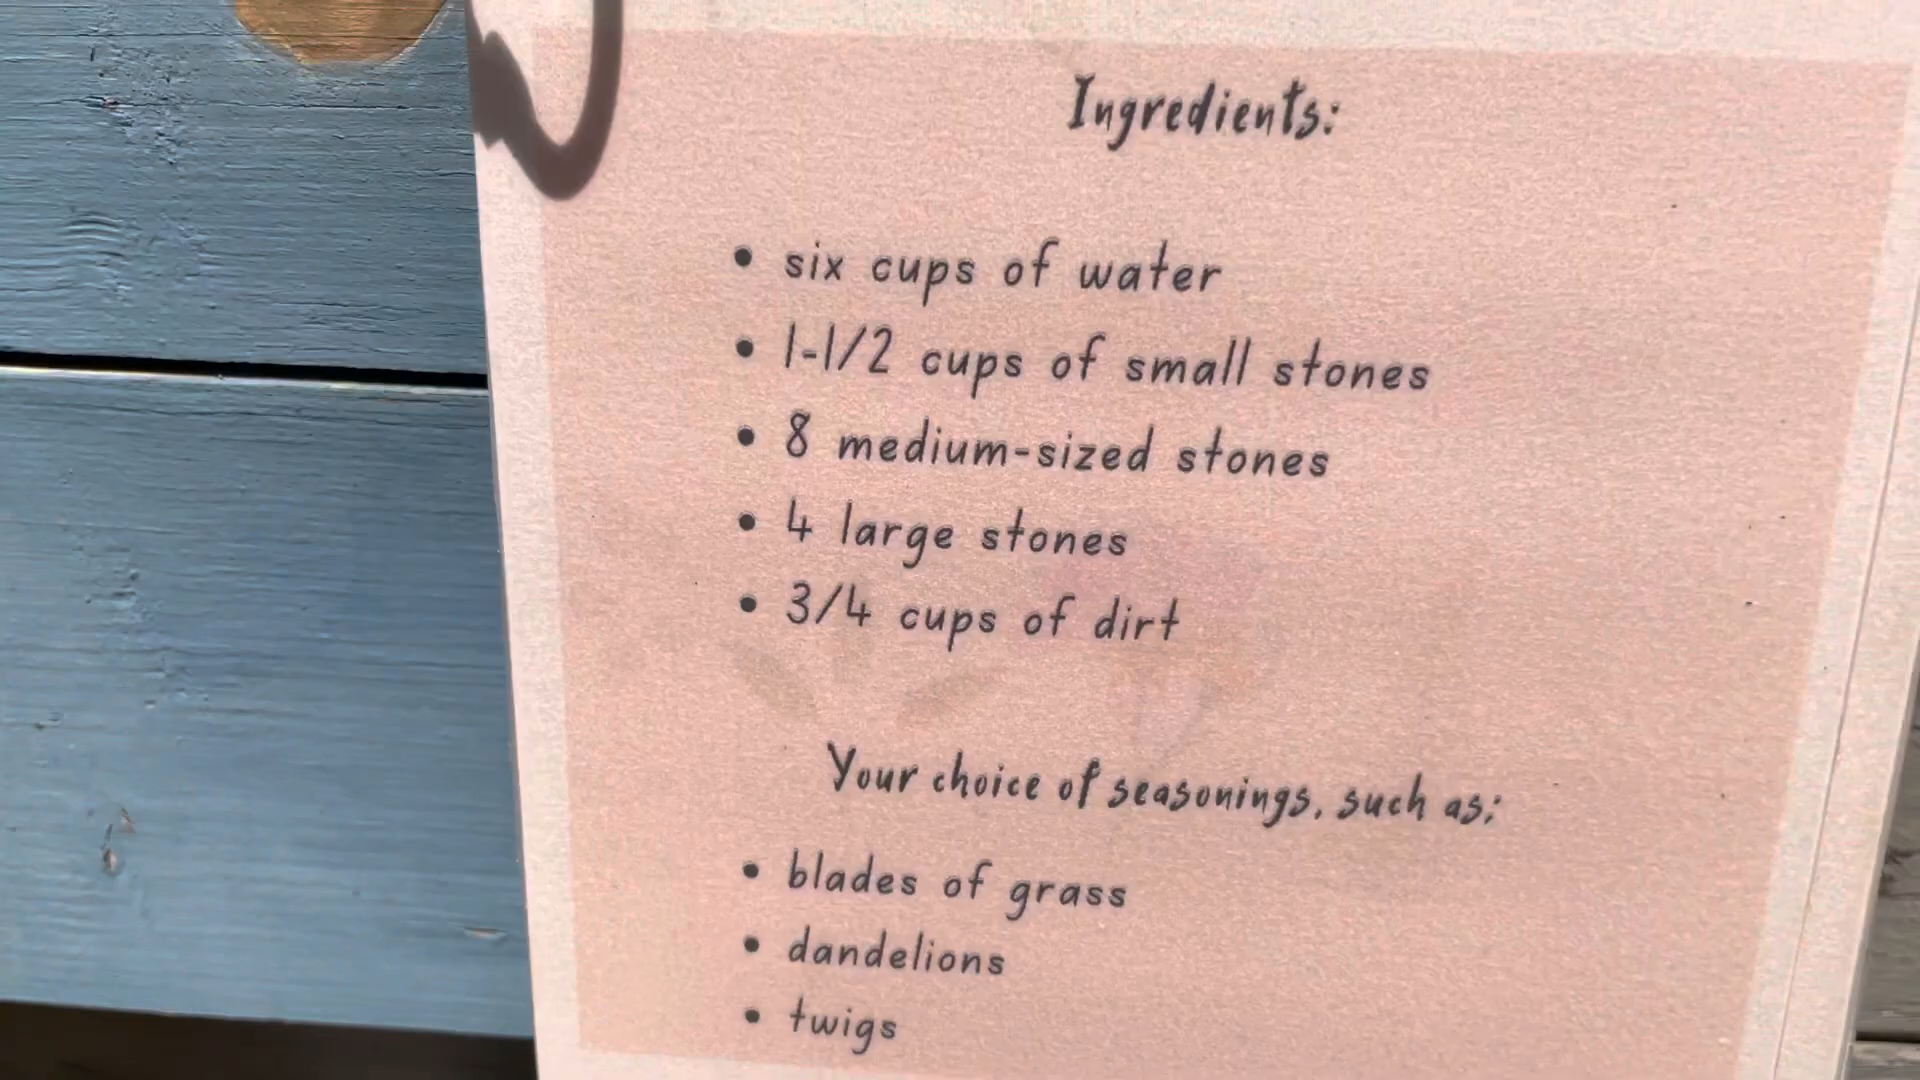 Ingredients:
• six cups of water
• 1-1/2 cups of small stones
• 8 medium-sized stones
• 4 large stones
• 3/4 cups of dirt
Your choice of seasonings, such as:
• blades of grass
• dandelions
• twigs